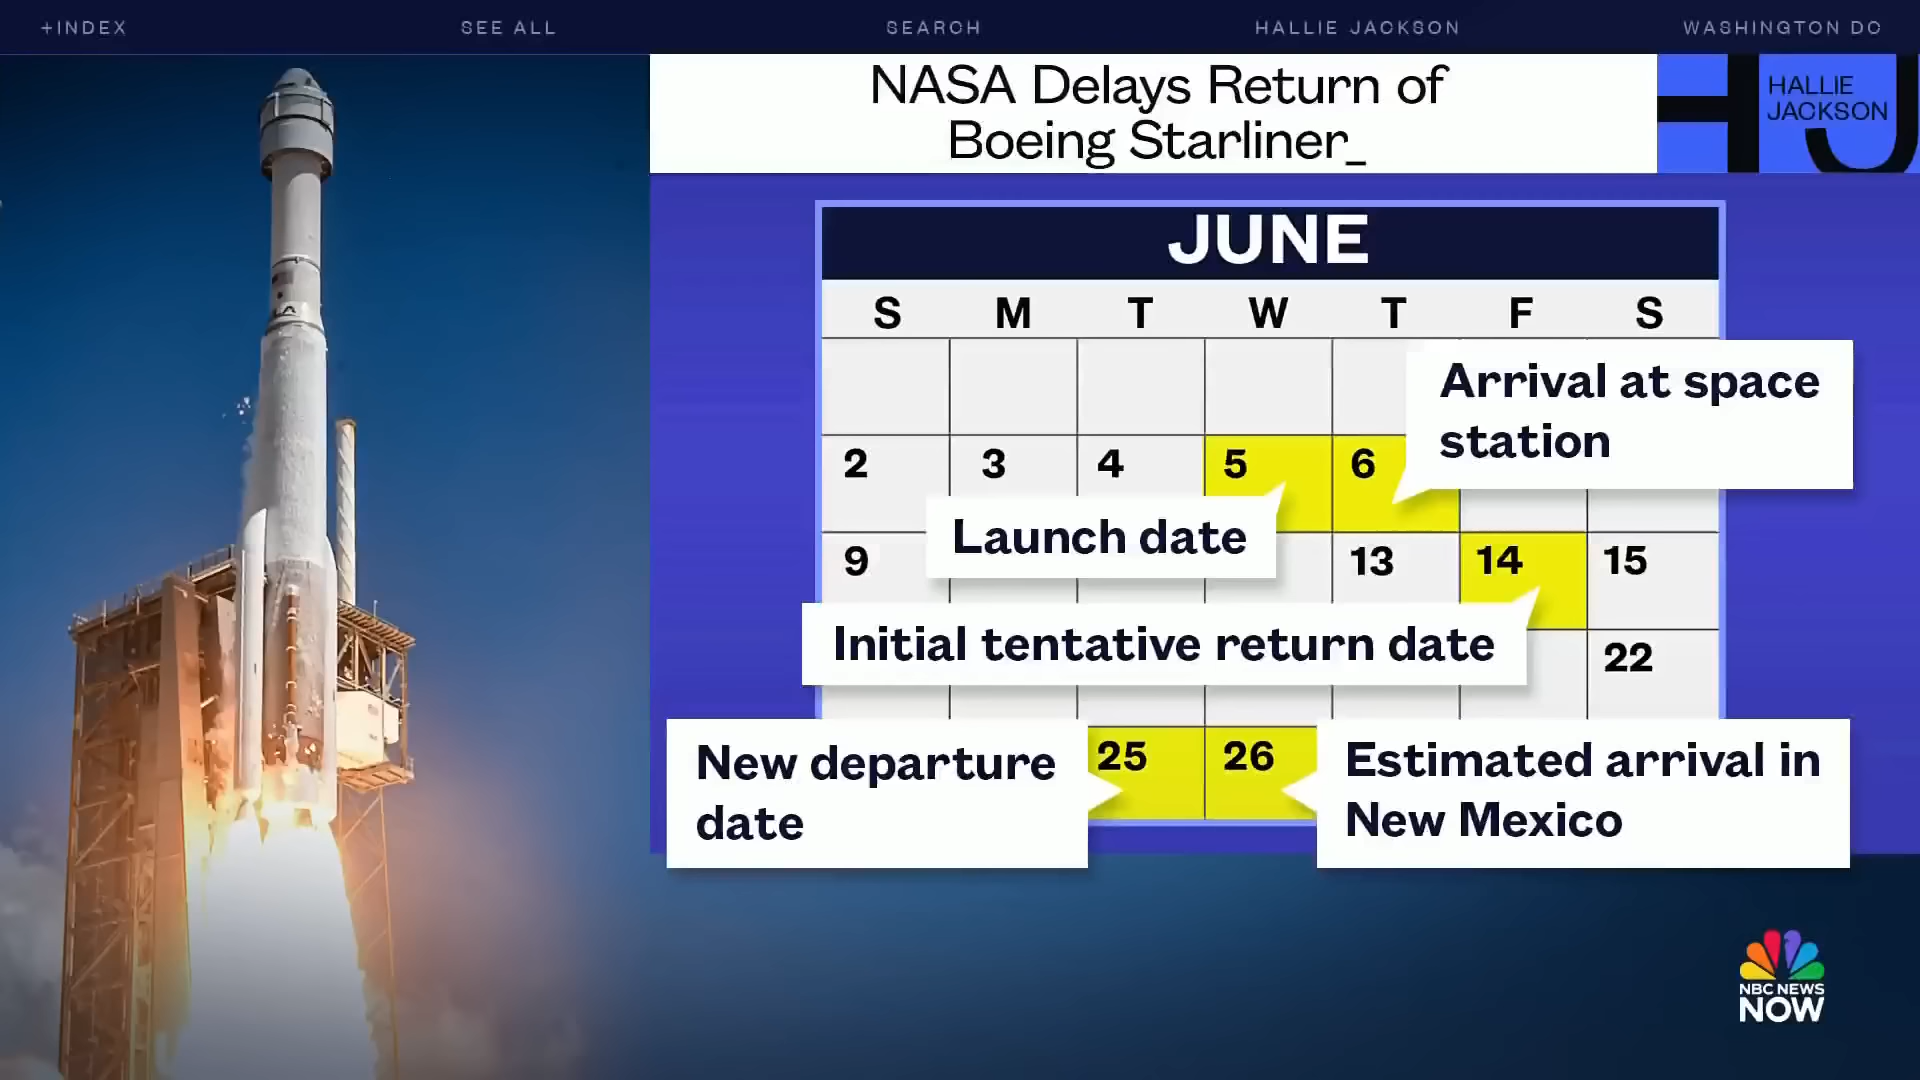 +INDEX
SEE ALL
SEARCH
HALLIE JACKSON
WASHINGTON DC
NASA Delays Return of
Boeing Starliner_
HALLIE
JACKSON
JUNE
S M T W T F S
Arrival at space
station
2 3 4 5 6
Launch date
9 13 14 15
Initial tentative return date
22
New departure
date
25 26
Estimated arrival in
New Mexico
NBC NEWS
NOW